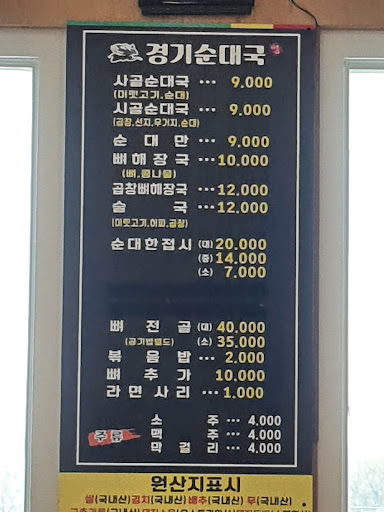 경기순대국
사골순대국 ··· 9.000
(머릿고기,순대)
시골순대국 ··· 9.000
(곱창,선지,우거지,순대)
순대만 ··· 9.000
뼈해장국 ··· 10.000
(뼈,콩나물)
곱창뼈해장국 ··· 12.000
술국 ··· 12.000
(머릿고기,허파,곱창)
순대한접시 (대) 20.000
(중) 14.000
(소) 7.000
뼈전골 (대) 40.000
(공기밥별도) (소) 35.000
볶음밥 ··· 2.000
뼈추가 10.000
라면사리 ··· 1.000
소주 ··· 4.000
주류 맥주 ··· 4.000
막걸리 ··· 4.000
원산지표시
쌀(국내산)김치(국내산) 배추(국내산) 무(국내산)